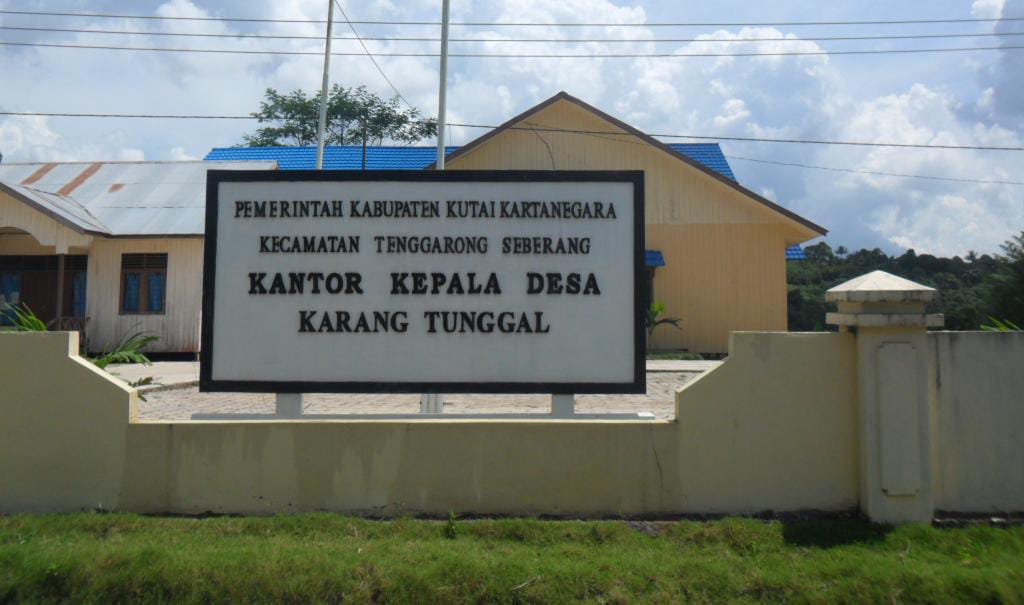 PEMERINTAH KABUPATEN KUTAI KARTANEGARA
KECAMATAN TENGGARONG SEBERANG
KANTOR KEPALA DESA
KARANG TUNGGAL